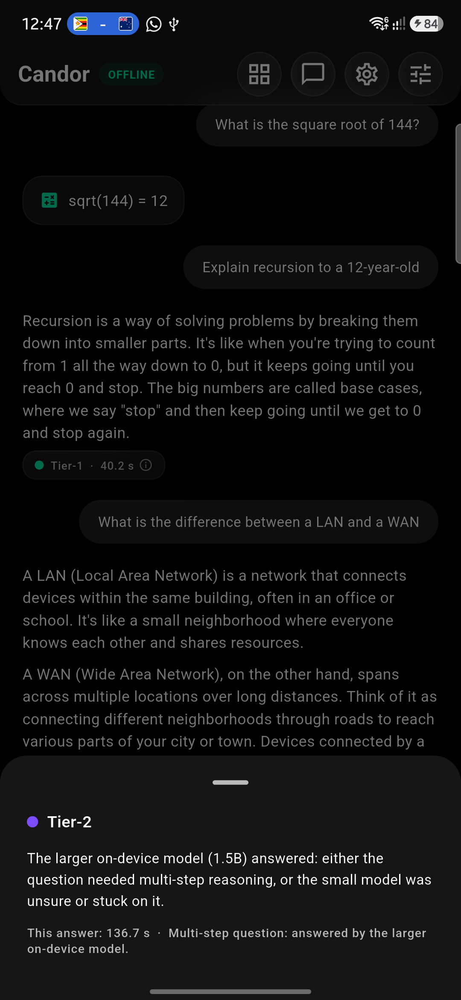 12:47 - 6 84
Candor OFFLINE
What is the square root of 144?
sqrt(144) = 12
Explain recursion to a 12-year-old
Recursion is a way of solving problems by breaking them
down into smaller parts. It's like when you're trying to count
from 1 all the way down to 0, but it keeps going until you
reach 0 and stop. The big numbers are called base cases,
where we say "stop" and then keep going until we get to 0
and stop again.
Tier-1 · 40.2 s
What is the difference between a LAN and a WAN
A LAN (Local Area Network) is a network that connects
devices within the same building, often in an office or
school. It's like a small neighborhood where everyone
knows each other and shares resources.
A WAN (Wide Area Network), on the other hand, spans
across multiple locations over long distances. Think of it as
connecting different neighborhoods through roads to reach
various parts of your city or town. Devices connected by a
Tier-2
The larger on-device model (1.5B) answered: either the
question needed multi-step reasoning, or the small model was
unsure or stuck on it.
This answer: 136.7 s · Multi-step question: answered by the larger
on-device model.